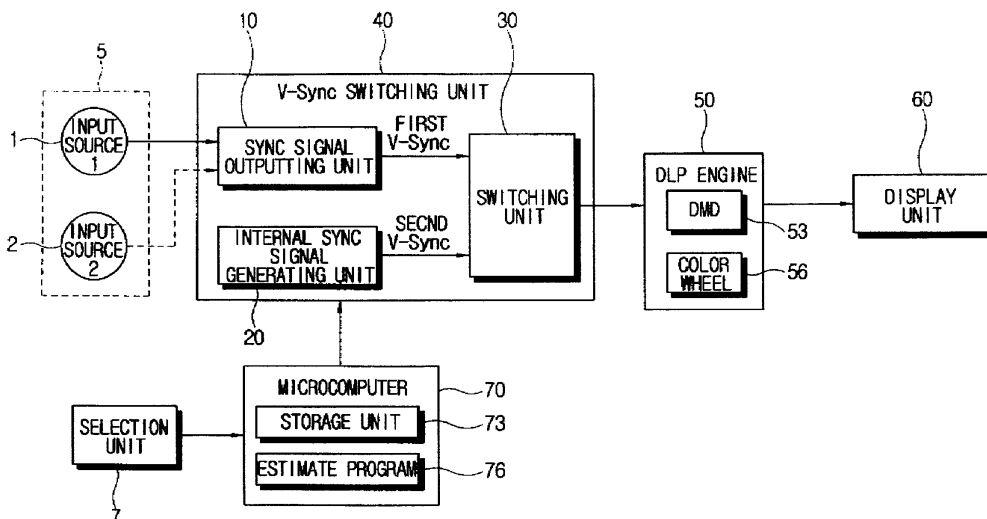 5
10
40
30
50
60
1
INPUT
SOURCE
1
2
INPUT
SOURCE
2
V-Sync SWITCHING UNIT
SYNC SIGNAL
OUTPUTTING UNIT
FIRST
V-Sync
INTERNAL SYNC
SIGNAL
GENERATING UNIT
20
SECND
V-Sync
SWITCHING
UNIT
DLP ENGINE
DMD
53
COLOR
WHEEL
56
DISPLAY
UNIT
SELECTION
UNIT
7
MICROCOMPUTER
70
STORAGE UNIT
73
ESTIMATE PROGRAM
76